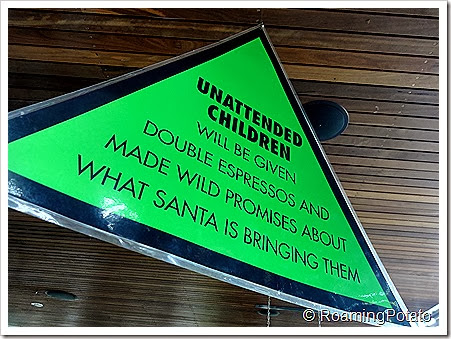 UNATTENDED
CHILDREN
WILL BE GIVEN
DOUBLE ESPRESSOS AND
MADE WILD PROMISES ABOUT
WHAT SANTA IS BRINGING THEM
© RoamingPotato